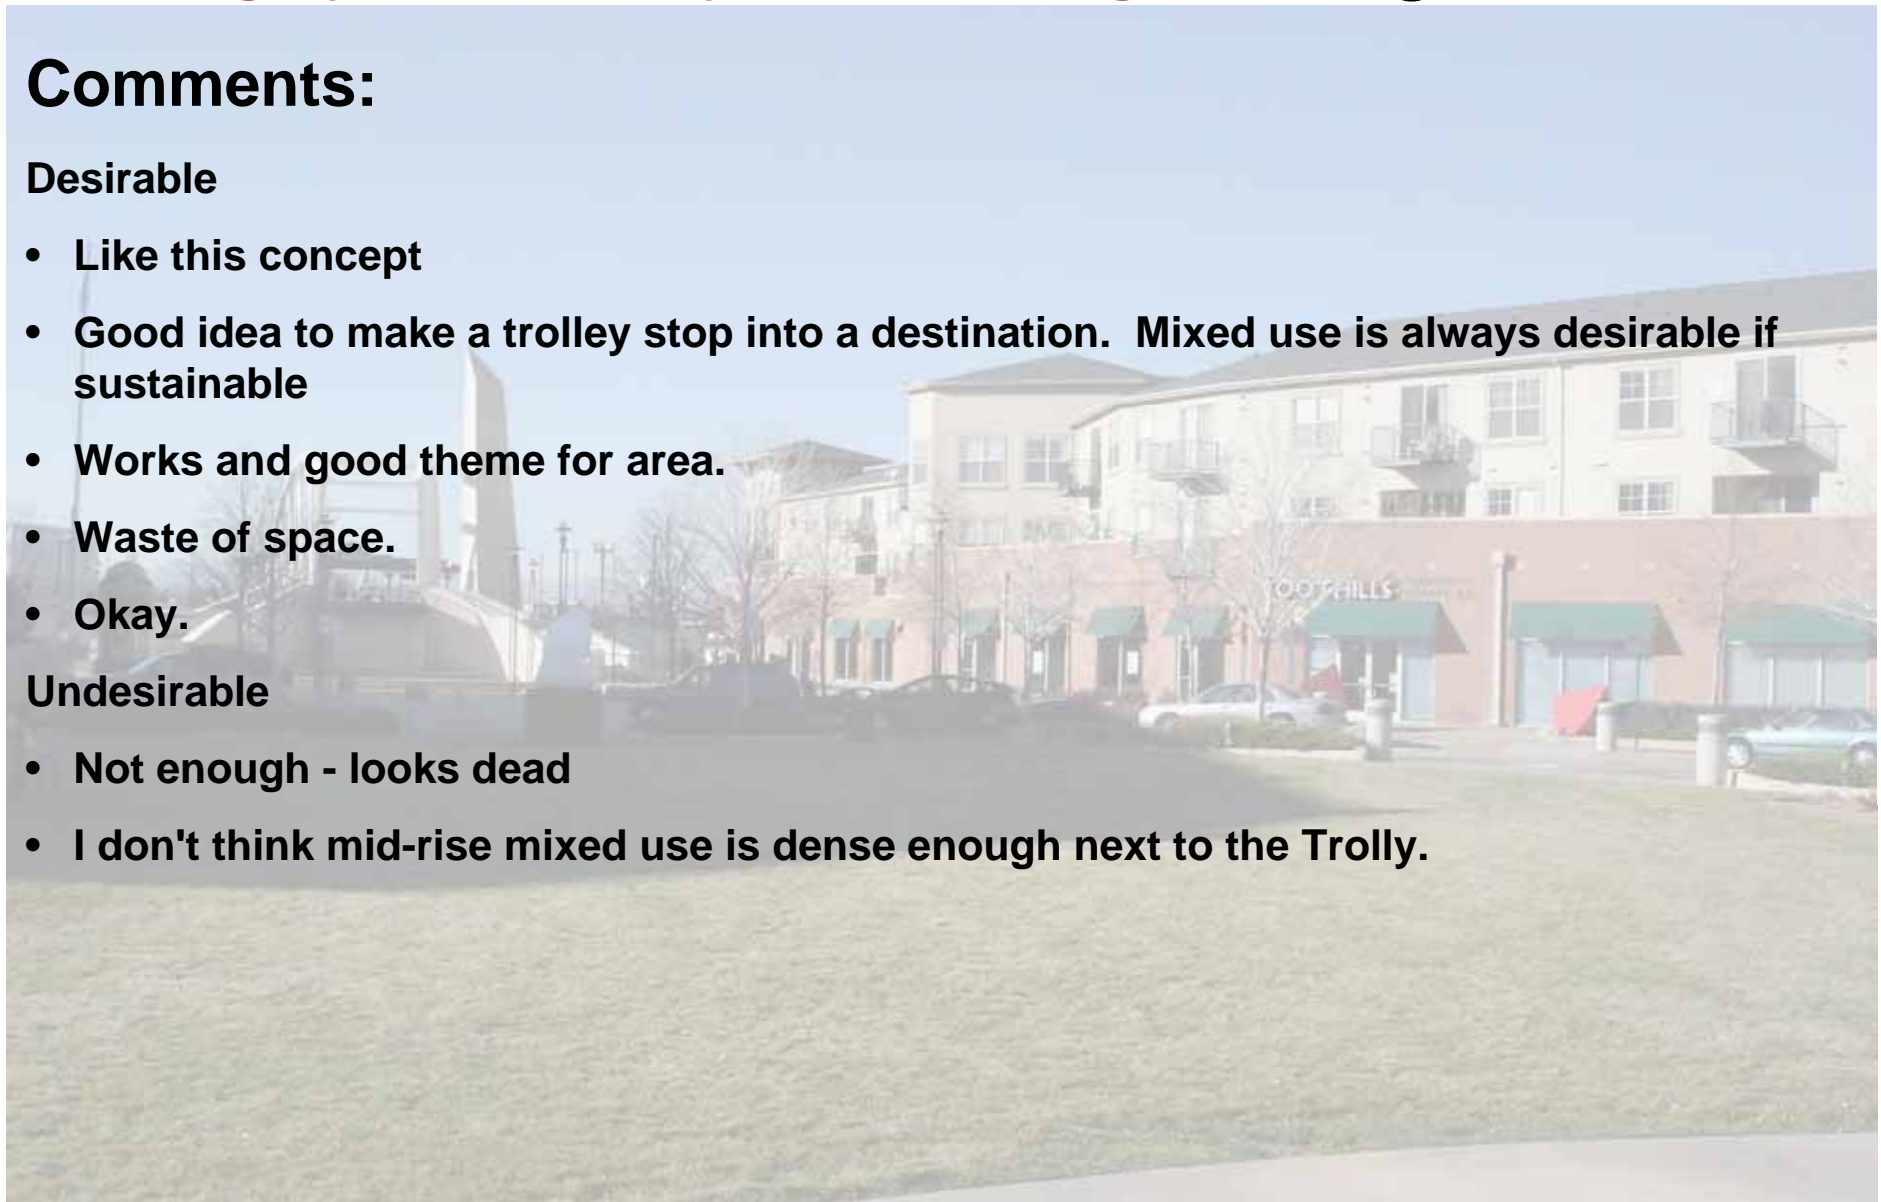 Comments:
Desirable
• Like this concept
• Good idea to make a trolley stop into a destination.  Mixed use is always desirable if
sustainable
• Works and good theme for area.
• Waste of space.
• Okay.
Undesirable
• Not enough - looks dead
• I don't think mid-rise mixed use is dense enough next to the Trolly.
FOOTHILLS